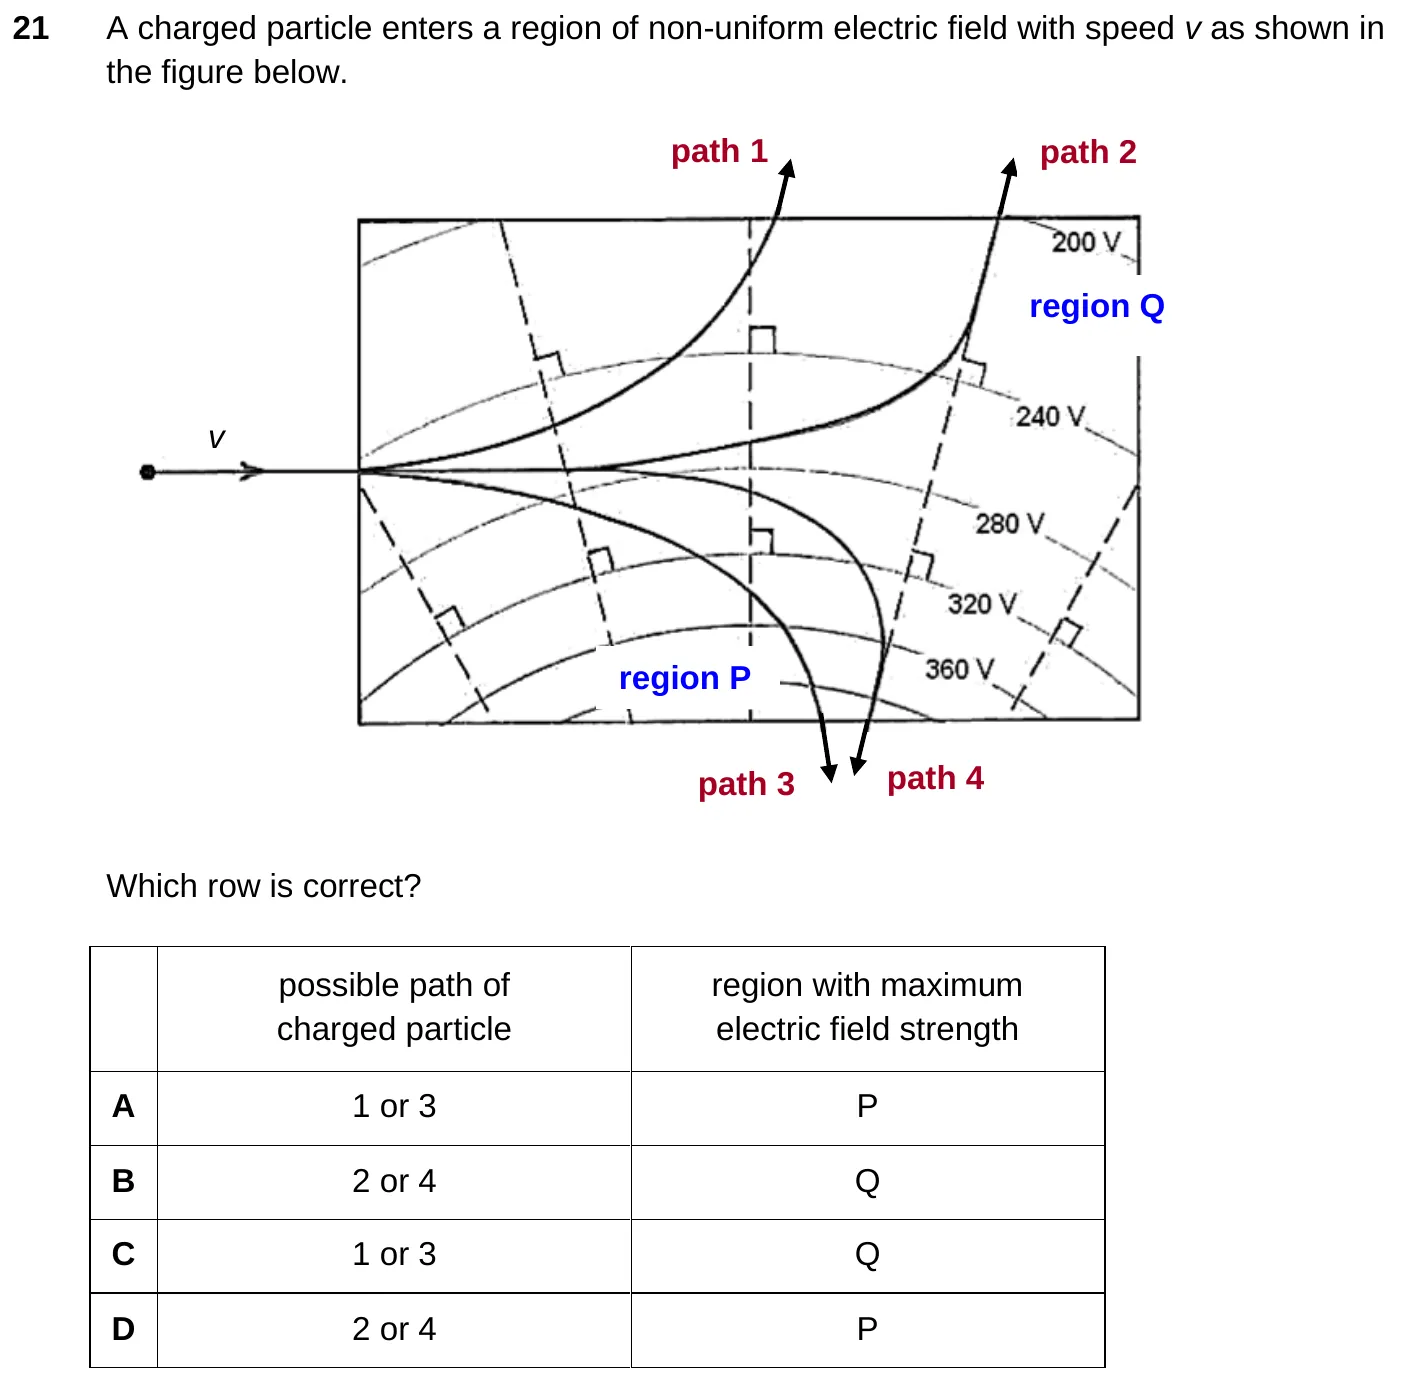 21 A charged particle enters a region of non-uniform electric field with speed v as shown in
the figure below.
path 1
path 2
200 V
region Q
240 V
v
280 V
320 V
360 V
region P
path 3
path 4
Which row is correct?
possible path of
charged particle
region with maximum
electric field strength
A 1 or 3 P
B 2 or 4 Q
C 1 or 3 Q
D 2 or 4 P